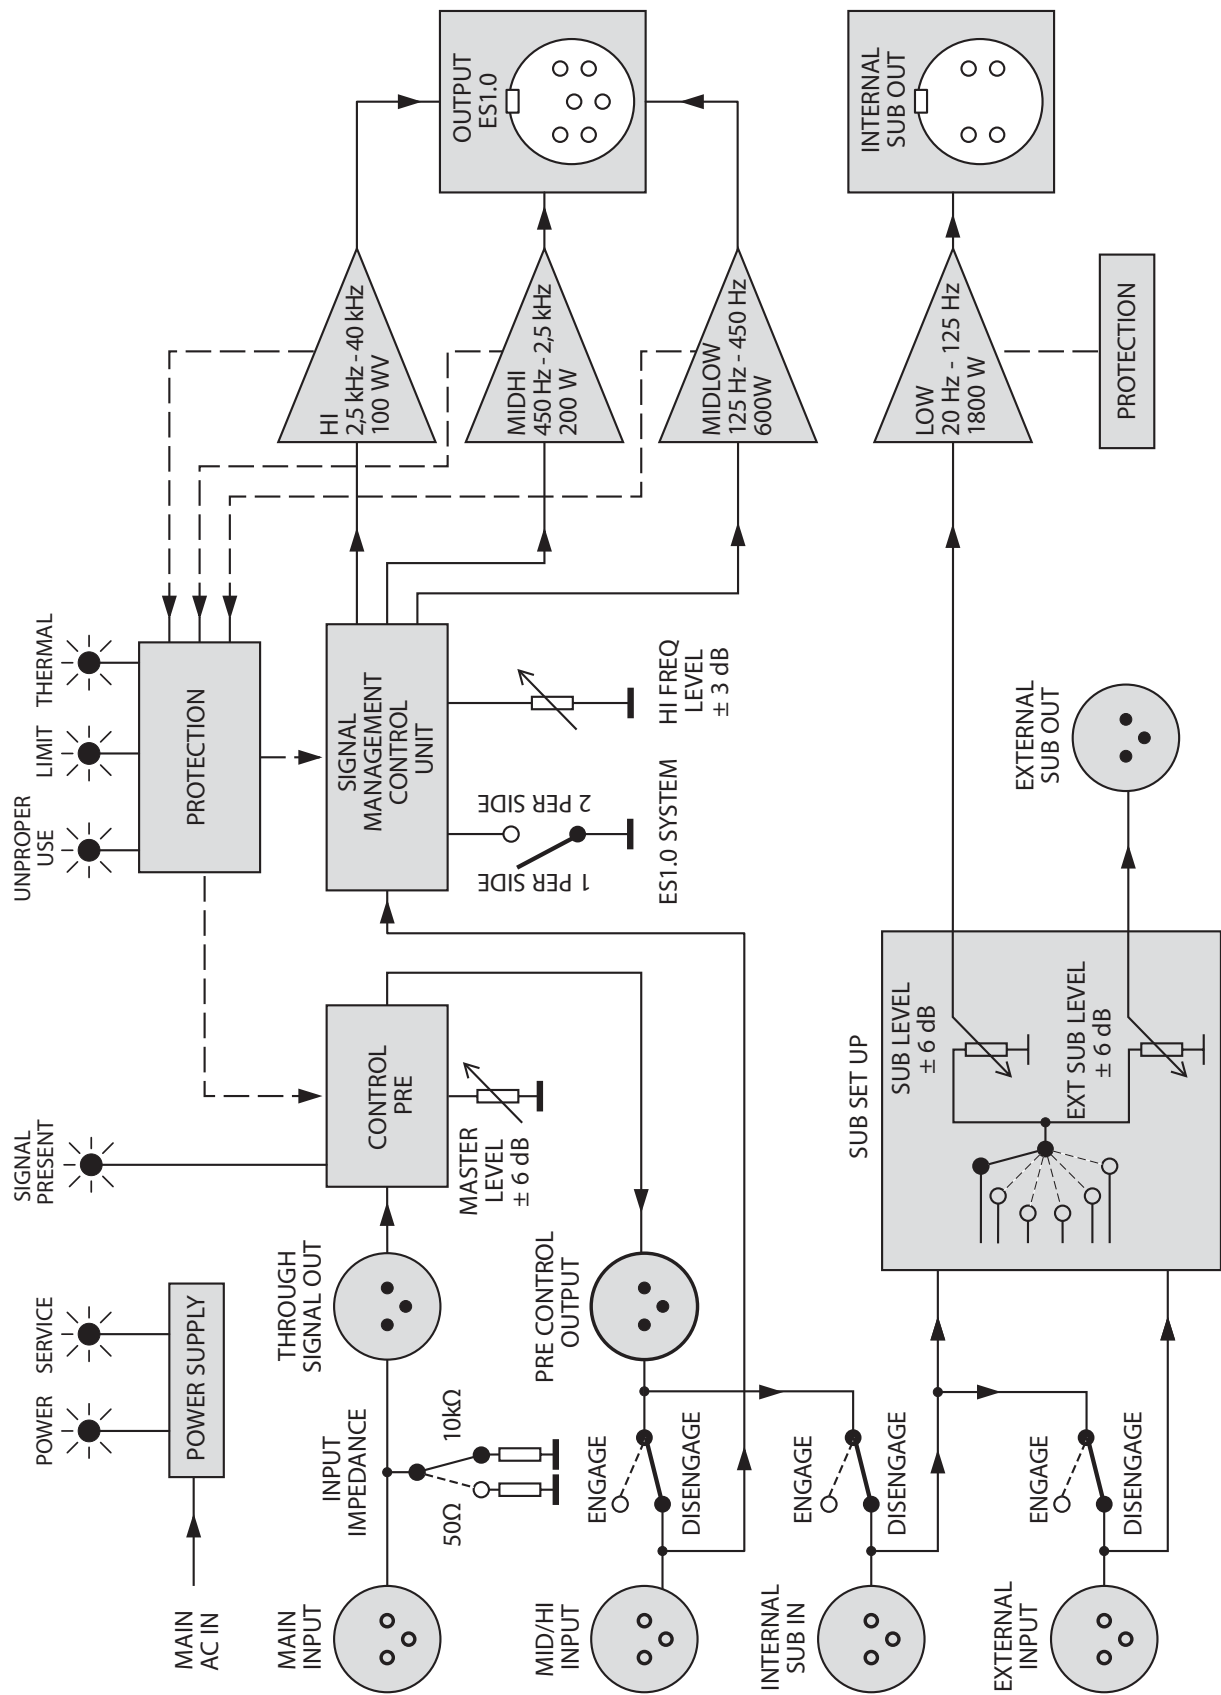 MAIN
AC IN
POWER SUPPLY
POWER
SERVICE
SIGNAL
PRESENT
UNPROPER
USE
LIMIT
THERMAL
PROTECTION
MAIN
INPUT
INPUT
IMPEDANCE
50Ω
10kΩ
THROUGH
SIGNAL OUT
CONTROL
PRE
MASTER
LEVEL
± 6 dB
SIGNAL
MANAGEMENT
CONTROL
UNIT
1 PER SIDE
2 PER SIDE
ES1.0 SYSTEM
HI FREQ
LEVEL
± 3 dB
HI
2,5 kHz - 40 kHz
100 WV
MIDHI
450 Hz - 2,5 kHz
200 W
MIDLOW
125 Hz - 450 Hz
600W
OUTPUT
ES1.0
MID/HI
INPUT
ENGAGE
DISENGAGE
PRE CONTROL
OUTPUT
INTERNAL
SUB IN
ENGAGE
DISENGAGE
SUB SET UP
SUB LEVEL
± 6 dB
EXT SUB LEVEL
± 6 dB
LOW
20 Hz - 125 Hz
1800 W
INTERNAL
SUB OUT
EXTERNAL
INPUT
ENGAGE
DISENGAGE
EXTERNAL
SUB OUT
PROTECTION